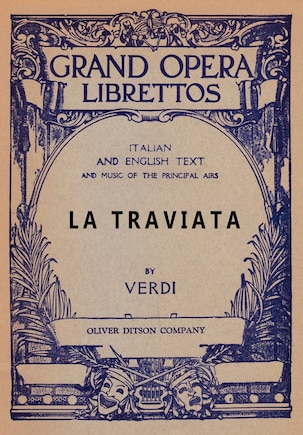 GRAND OPERA
LIBRETTOS
ITALIAN
AND ENGLISH TEXT
AND MUSIC OF THE PRINCIPAL AIRS
LA TRAVIATA
BY
VERDI
OLIVER DITSON COMPANY